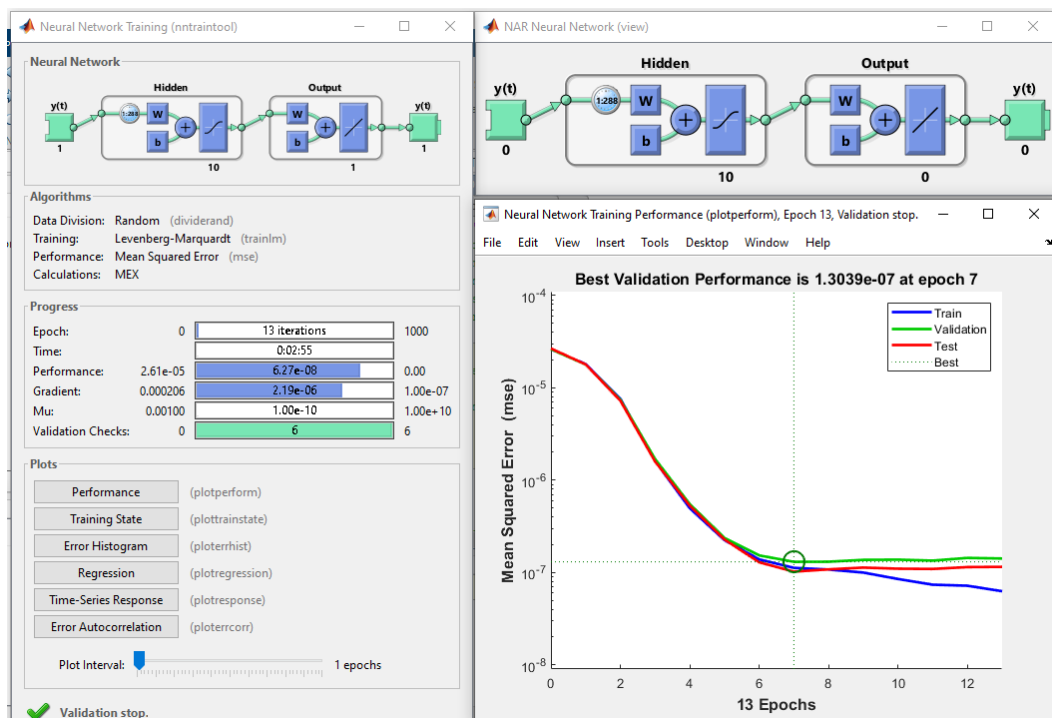 Neural Network Training (nntraintool)
Neural Network
Hidden
Output
y(t)
y(t)
1:288
W
W
b
b
1
10
1
1
Algorithms
Data Division: Random (dividerand)
Training: Levenberg-Marquardt (trainlm)
Performance: Mean Squared Error (mse)
Calculations: MEX
Progress
Epoch: 0 13 iterations 1000
Time: 0:02:55
Performance: 2.61e-05 6.27e-08 0.00
Gradient: 0.000206 2.19e-06 1.00e-07
Mu: 0.00100 1.00e-10 1.00e+10
Validation Checks: 0 6 6
Plots
Performance (plotperform)
Training State (plottrainstate)
Error Histogram (ploterrhist)
Regression (plotregression)
Time-Series Response (plotresponse)
Error Autocorrelation (ploterrcorr)
Plot Interval: 1 epochs
Validation stop.
NAR Neural Network (view)
Hidden
Output
y(t)
y(t)
1:288
W
W
b
b
0
10
0
0
Neural Network Training Performance (plotperform), Epoch 13, Validation stop.
File Edit View Insert Tools Desktop Window Help
Best Validation Performance is 1.3039e-07 at epoch 7
Mean Squared Error (mse)
10-4
10-5
10-6
10-7
10-8
Train
Validation
Test
Best
0 2 4 6 8 10 12
13 Epochs